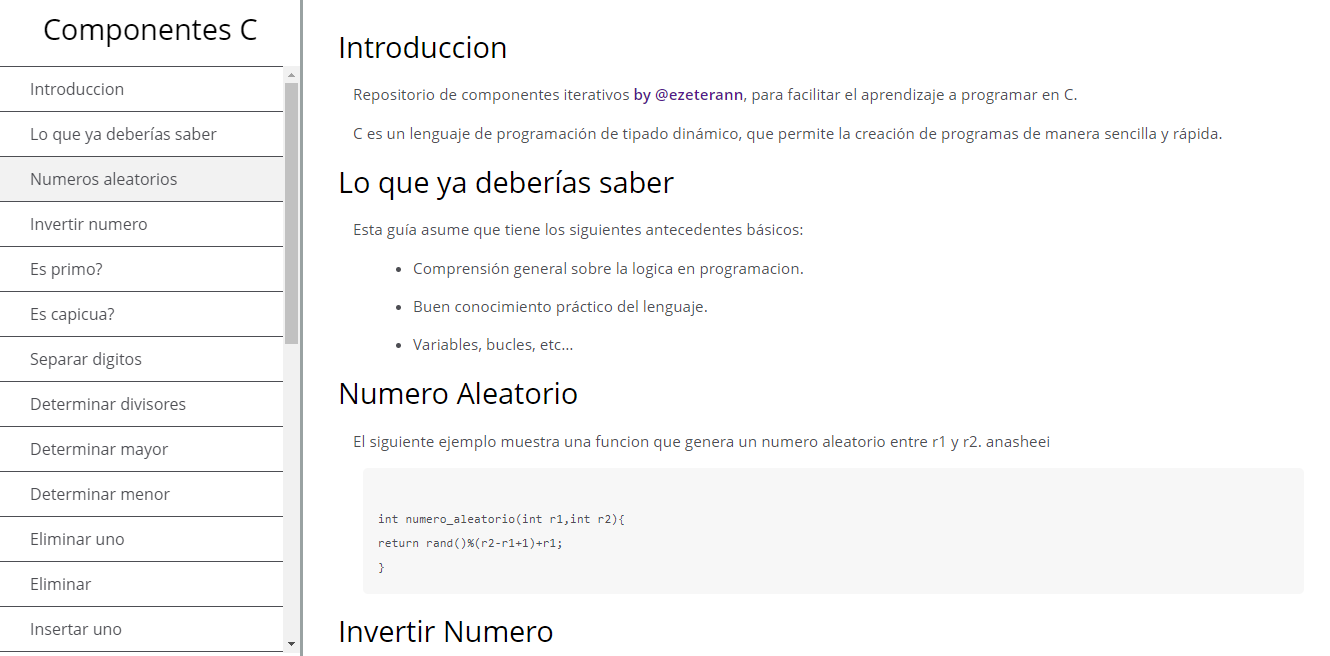 Componentes C
Introduccion
Lo que ya deberías saber
Numeros aleatorios
Invertir numero
Es primo?
Es capicua?
Separar digitos
Determinar divisores
Determinar mayor
Determinar menor
Eliminar uno
Eliminar
Insertar uno
Introduccion
Repositorio de componentes iterativos by @ezeterann, para facilitar el aprendizaje a programar en C.
C es un lenguaje de programación de tipado dinámico, que permite la creación de programas de manera sencilla y rápida.
Lo que ya deberías saber
Esta guía asume que tiene los siguientes antecedentes básicos:
• Comprensión general sobre la logica en programacion.
• Buen conocimiento práctico del lenguaje.
• Variables, bucles, etc...
Numero Aleatorio
El siguiente ejemplo muestra una funcion que genera un numero aleatorio entre r1 y r2. anasheei
int numero_aleatorio(int r1,int r2){
return rand()%(r2-r1+1)+r1;
}
Invertir Numero